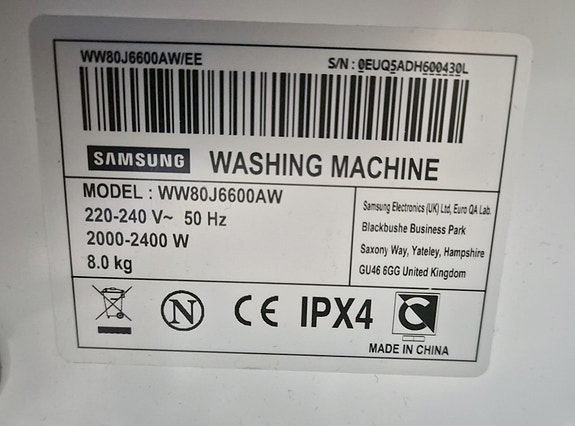 WW80J6600AW/EE
S/N : 0EUQ5ADH600430L
SAMSUNG WASHING MACHINE
MODEL : WW80J6600AW
220-240 V~ 50 Hz
2000-2400 W
8.0 kg
Samsung Electronics (UK) Ltd, Euro QA Lab.
Blackbushe Business Park
Saxony Way, Yateley, Hampshire
GU46 6GG United Kingdom
N CE IPX4
MADE IN CHINA